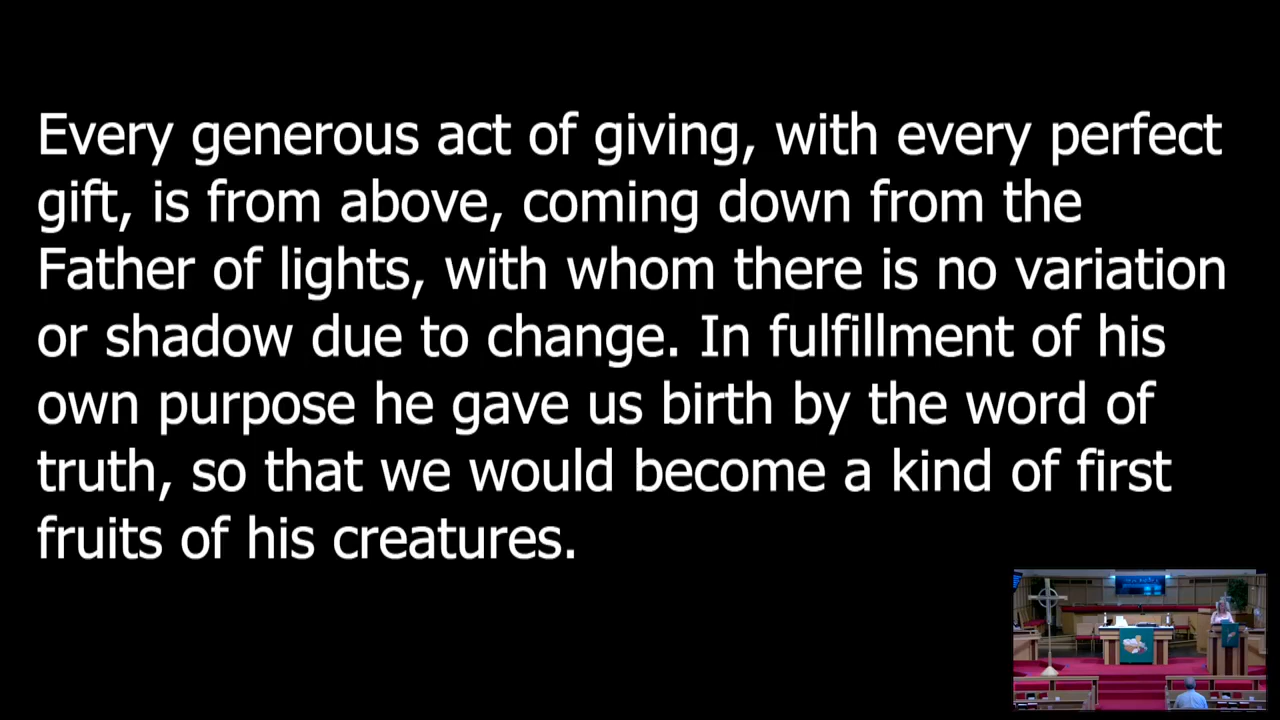 Every generous act of giving, with every perfect
gift, is from above, coming down from the
Father of lights, with whom there is no variation
or shadow due to change. In fulfillment of his
own purpose he gave us birth by the word of
truth, so that we would become a kind of first
fruits of his creatures.